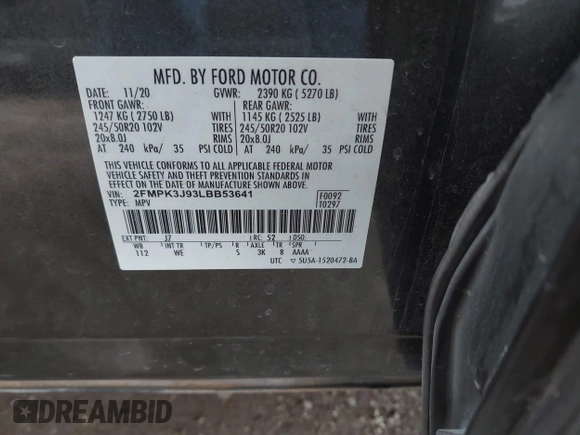 MFD. BY FORD MOTOR CO.
DATE: 11/20 GVWR: 2390 KG ( 5270 LB)
FRONT GAWR: REAR GAWR:
1247 KG ( 2750 LB) WITH 1145 KG ( 2525 LB) WITH
245/50R20 102V TIRES 245/50R20 102V TIRES
20x8.0J RIMS 20x8.0J RIMS
AT 240 kPa/ 35 PSI COLD AT 240 kPa/ 35 PSI COLD
THIS VEHICLE CONFORMS TO ALL APPLICABLE FEDERAL MOTOR
VEHICLE SAFETY AND THEFT PREVENTION STANDARDS IN
EFFECT ON THE DATE OF MANUFACTURE SHOWN ABOVE.
VIN: 2FMPK3J93LBB53641 F0092
TYPE: MPV T0297
EXT PNT: J7 RC: 52 DSO:
WB INT TR TP/PS R AXLE TR SPR
112 WE S 3K 8 AAAA
UTC ▽ 5U5A-1520472-BA
DREAMBID